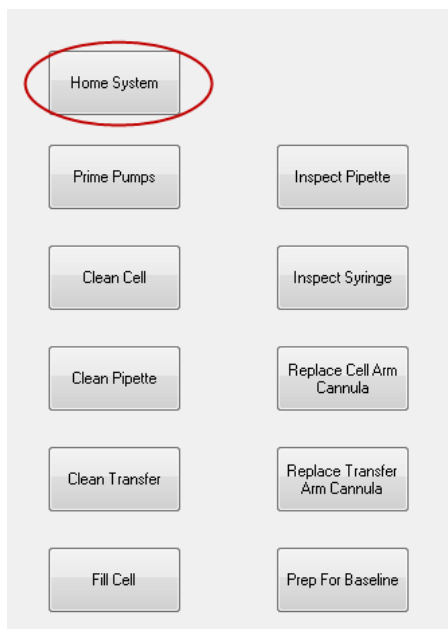 Home System
Prime Pumps
Inspect Pipette
Clean Cell
Inspect Syringe
Clean Pipette
Replace Cell Arm
Cannula
Clean Transfer
Replace Transfer
Arm Cannula
Fill Cell
Prep For Baseline